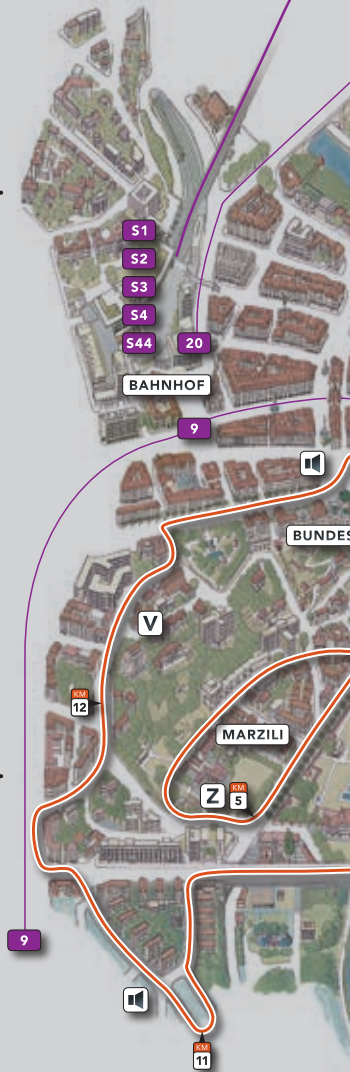 S1
S2
S3
S4
S44 20
BAHNHOF
9
BUNDES
V
KM
12
MARZILI
Z
KM
5
9
KM
11